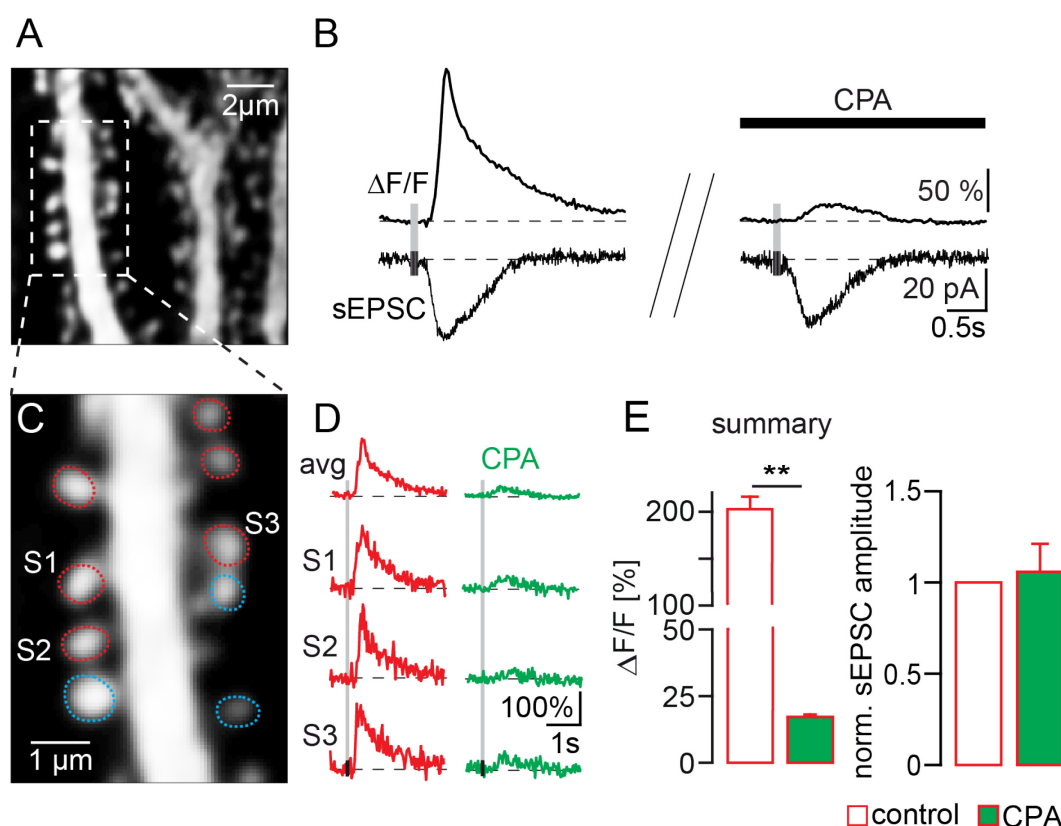 A
2µm
B
CPA
ΔF/F
50 %
sEPSC
20 pA
0.5s
C
S1
S2
S3
1 µm
D
avg
CPA
S1
S2
S3
100%
1s
E
summary
**
ΔF/F [%]
200
100
50
25
0
norm. sEPSC amplitude
1.5
1
0.5
0
control
CPA